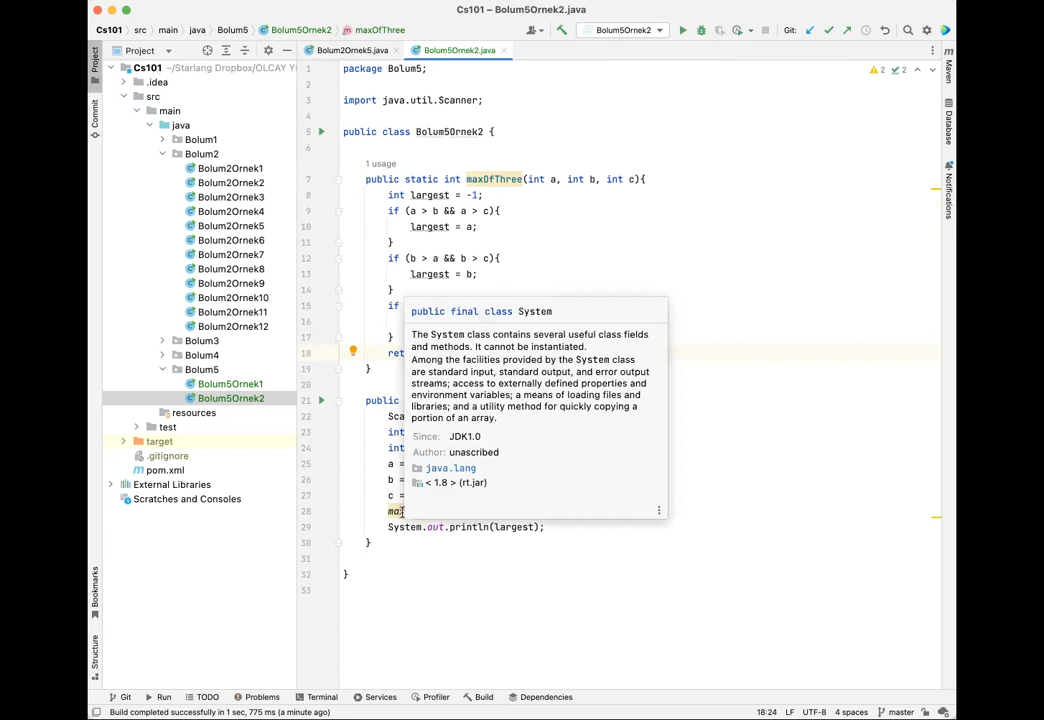 Cs101 – Bolum5Ornek2.java
Cs101 > src > main > java > Bolum5 > Bolum5Ornek2 > maxOfThree
Bolum5Ornek2
Git:
Project
Bolum2Ornek5.java
Bolum5Ornek2.java
Cs101 ~/Starlang Dropbox/OLCAY YI
.idea
src
main
java
Bolum1
Bolum2
Bolum2Ornek1
Bolum2Ornek2
Bolum2Ornek3
Bolum2Ornek4
Bolum2Ornek5
Bolum2Ornek6
Bolum2Ornek7
Bolum2Ornek8
Bolum2Ornek9
Bolum2Ornek10
Bolum2Ornek11
Bolum2Ornek12
Bolum3
Bolum4
Bolum5
Bolum5Ornek1
Bolum5Ornek2
resources
test
target
.gitignore
pom.xml
External Libraries
Scratches and Consoles
Project
Commit
Bookmarks
Structure
1 package Bolum5;
2
3 import java.util.Scanner;
4
5 public class Bolum5Ornek2 {
6
1 usage
7 public static int maxOfThree(int a, int b, int c){
8 int largest = -1;
9 if (a > b && a > c){
10 largest = a;
11 }
12 if (b > a && b > c){
13 largest = b;
14 }
15 if
16
17 }
18 ret
19 }
20
21 public
22 Sca
23 int
24 int
25 a =
26 b =
27 c =
28 max
29 System.out.println(largest);
30 }
31
32 }
33
2 2
public final class System
The System class contains several useful class fields
and methods. It cannot be instantiated.
Among the facilities provided by the System class
are standard input, standard output, and error output
streams; access to externally defined properties and
environment variables; a means of loading files and
libraries; and a utility method for quickly copying a
portion of an array.
Since: JDK1.0
Author: unascribed
java.lang
< 1.8 > (rt.jar)
Maven
Database
Notifications
Git Run TODO Problems Terminal Services Profiler Build Dependencies
Build completed successfully in 1 sec, 775 ms (a minute ago)
18:24 LF UTF-8 4 spaces master